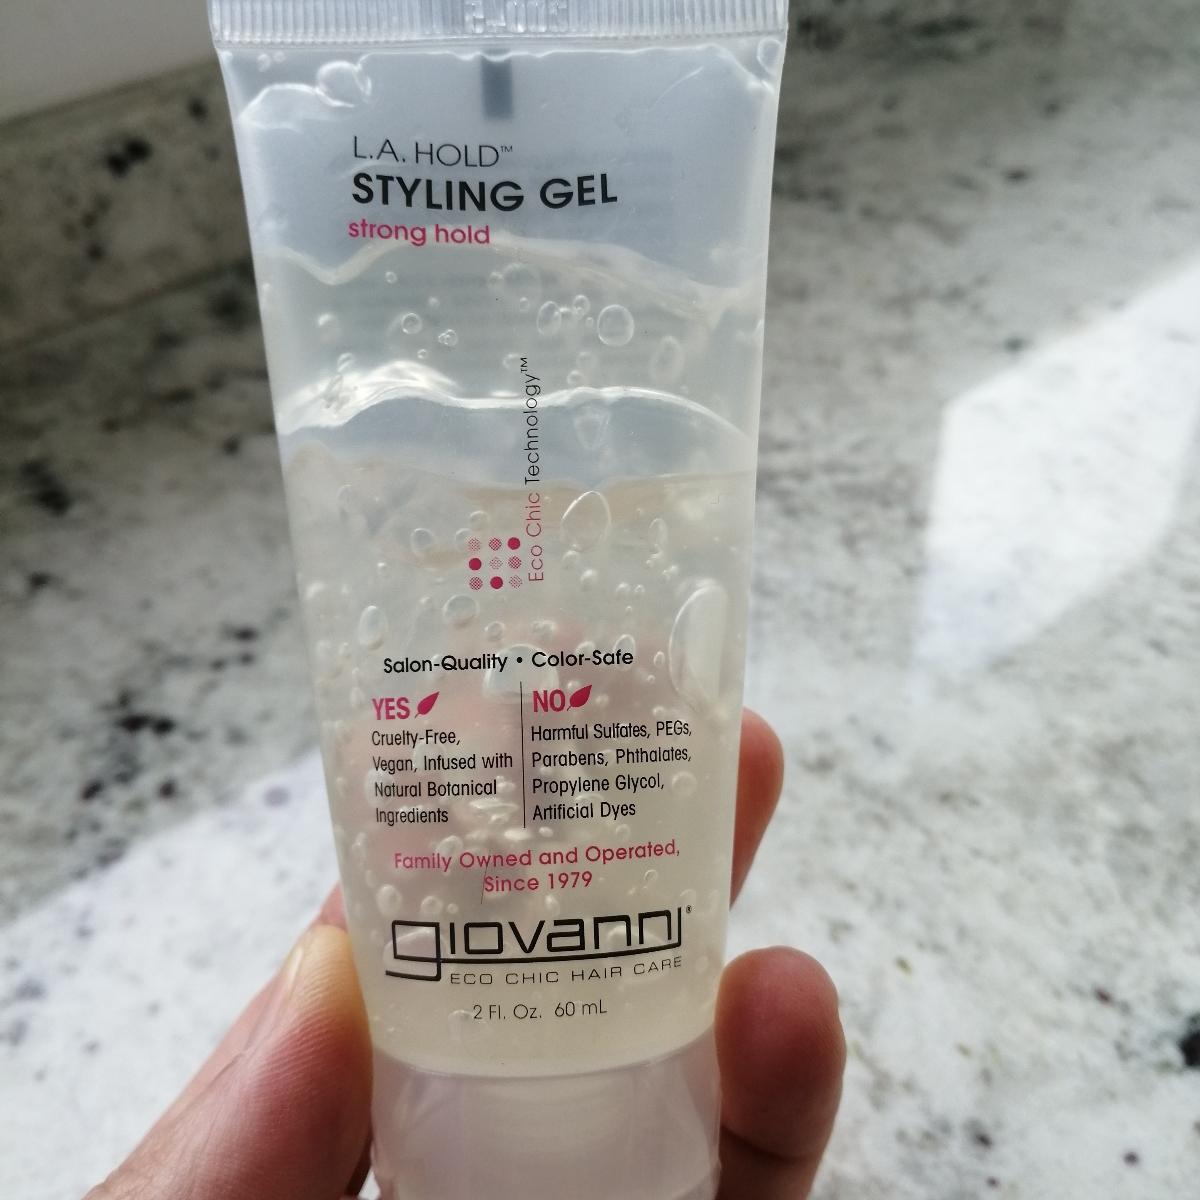 L.A. HOLD™
STYLING GEL
strong hold
Eco Chic Technology™
Salon-Quality • Color-Safe
YES
Cruelty-Free,
Vegan, Infused with
Natural Botanical
Ingredients
NO
Harmful Sulfates, PEGs,
Parabens, Phthalates,
Propylene Glycol,
Artificial Dyes
Family Owned and Operated,
Since 1979
giovanni®
ECO CHIC HAIR CARE
2 Fl. Oz. 60 mL